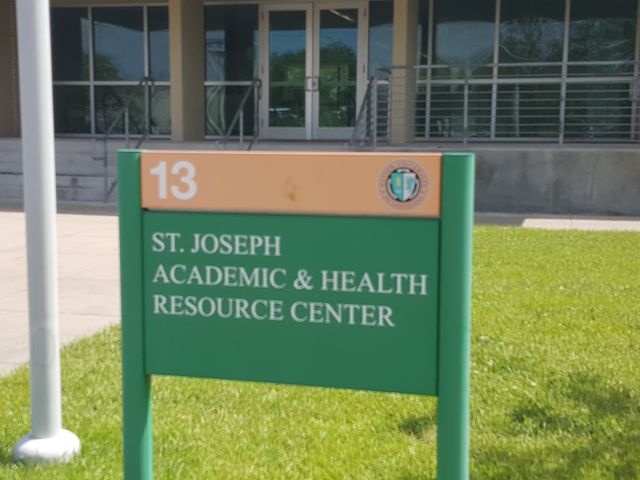 13
ST. JOSEPH
ACADEMIC & HEALTH
RESOURCE CENTER